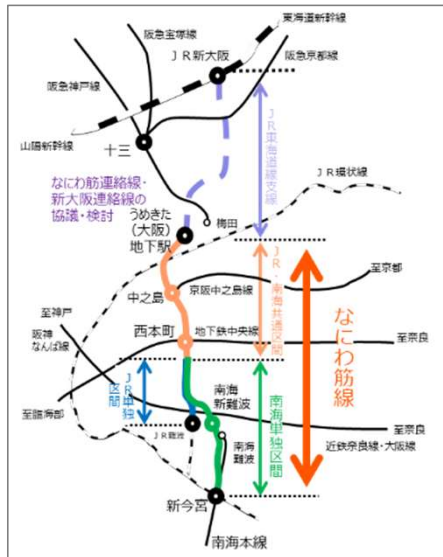 東海道新幹線
阪急宝塚線
JR新大阪
阪急京都線
阪急神戸線
山陽新幹線
十三
JR東海道線支線
JR環状線
なにわ筋連絡線・
新大阪連絡線の
協議・検討
うめきた
(大阪)
地下駅
梅田
JR・南海共通区間
至京都
中之島
京阪中之島線
至神戸
西本町
地下鉄中央線
至奈良
阪神
なんば線
なにわ筋線
JR単独
区間
南海
新難波
南海単独区間
至臨海部
JR難波
南海
難波
至奈良
近鉄奈良線・大阪線
新今宮
南海本線